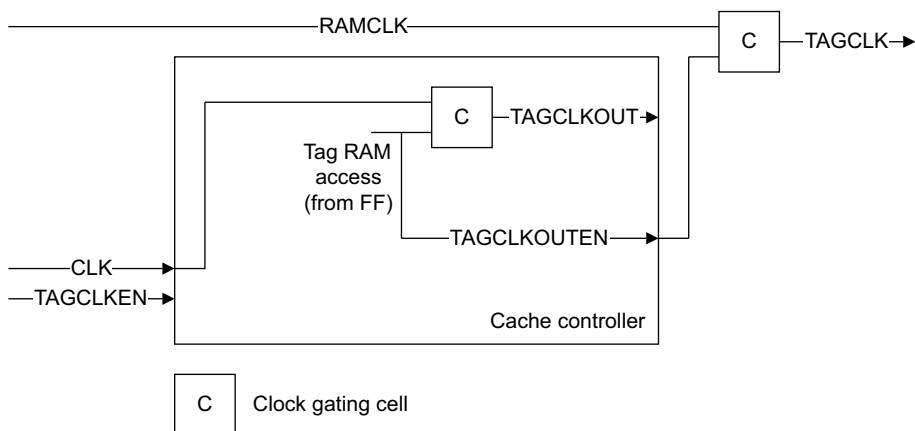 RAMCLK
C
TAGCLK
C
TAGCLKOUT
Tag RAM
access
(from FF)
TAGCLKOUTEN
CLK
TAGCLKEN
Cache controller
C
Clock gating cell